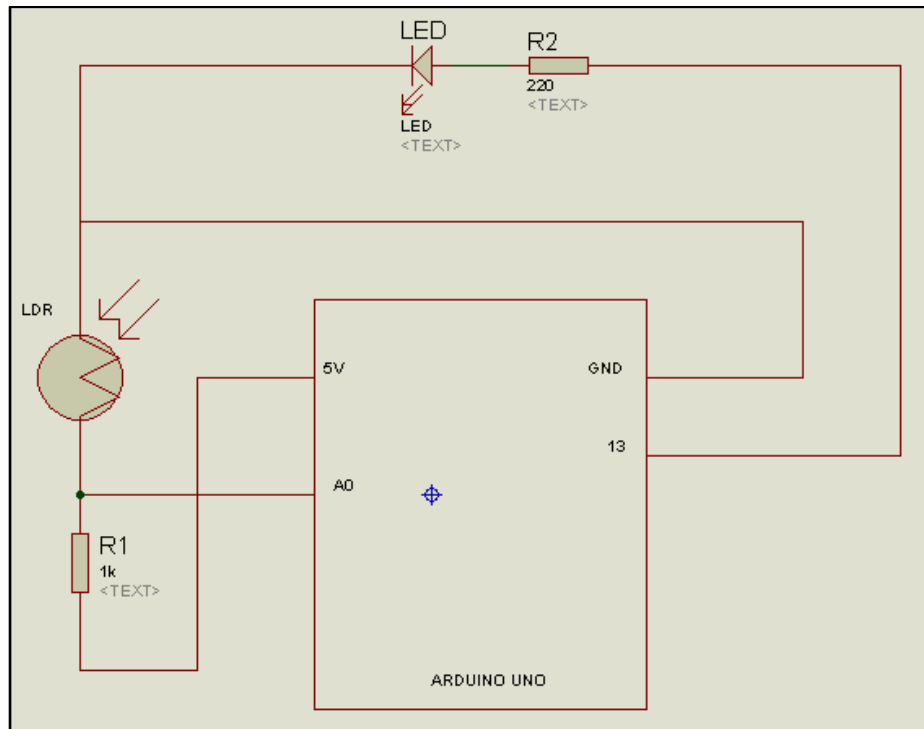 LED
R2
220
<TEXT>
LED
<TEXT>
LDR
5V
GND
13
A0
R1
1k
<TEXT>
ARDUINO UNO